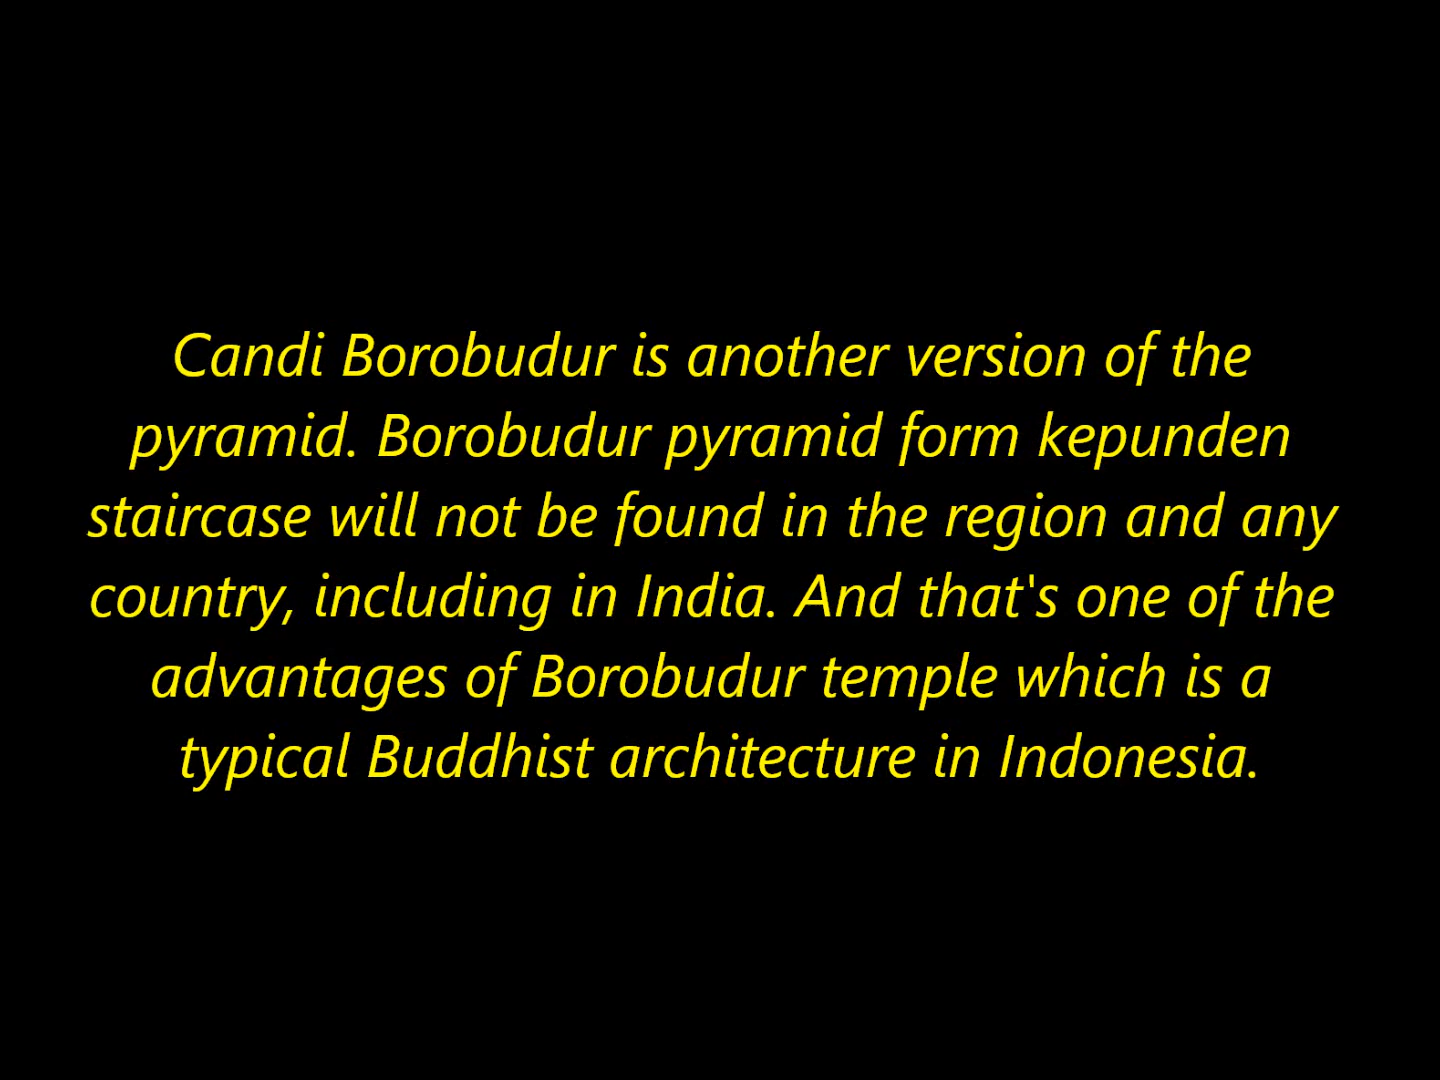 Candi Borobudur is another version of the
pyramid. Borobudur pyramid form kepunden
staircase will not be found in the region and any
country, including in India. And that's one of the
advantages of Borobudur temple which is a
typical Buddhist architecture in Indonesia.